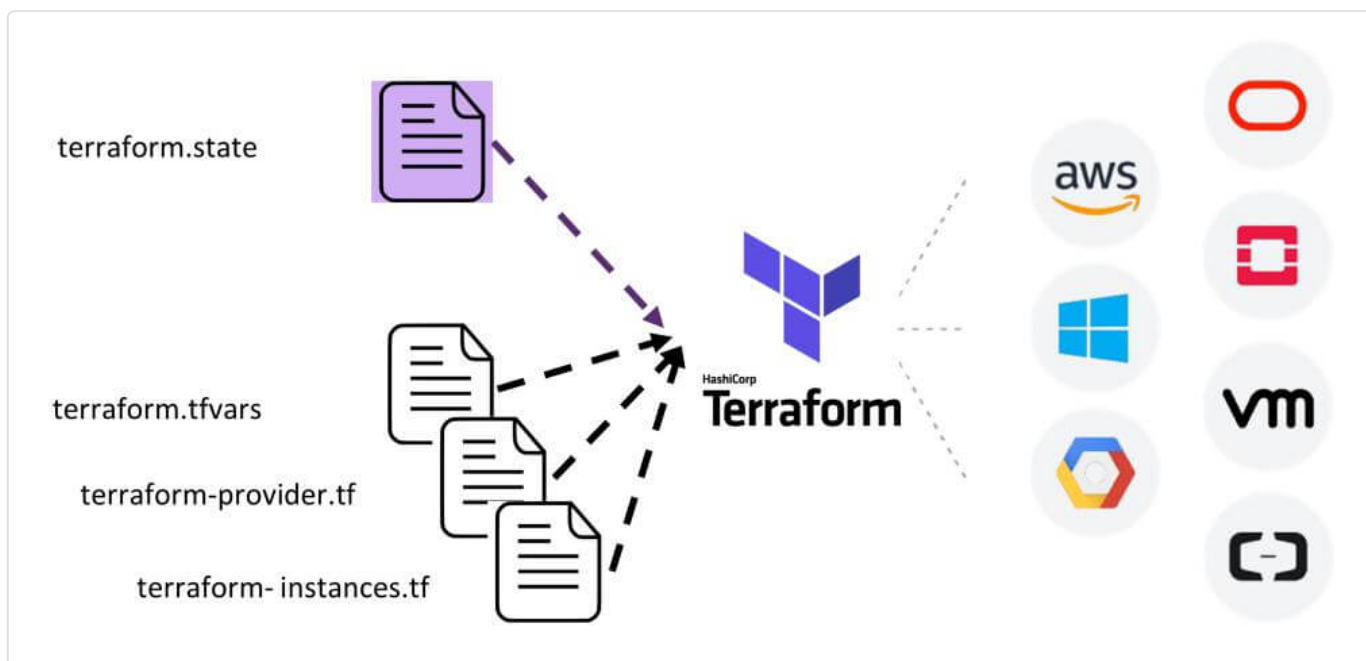 terraform.state
aws
HashiCorp
Terraform
terraform.tfvars
vm
terraform-provider.tf
terraform- instances.tf